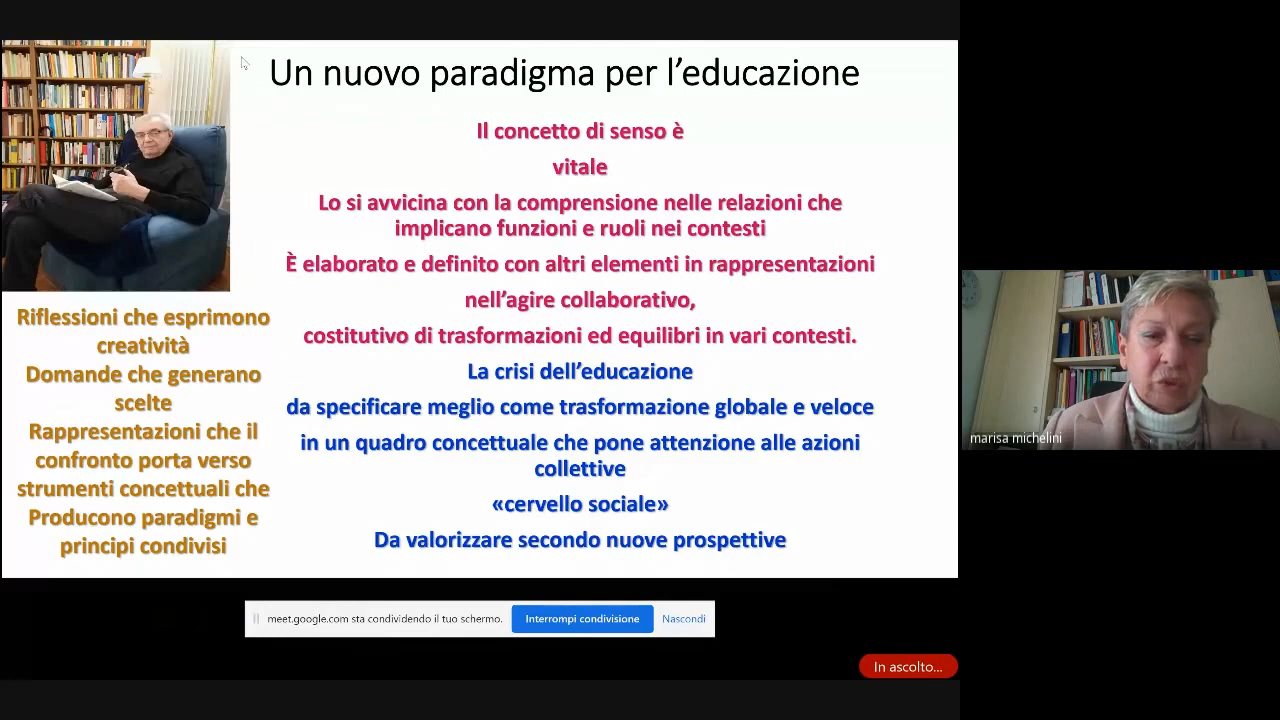 Un nuovo paradigma per l'educazione
Il concetto di senso è
vitale
Lo si avvicina con la comprensione nelle relazioni che
implicano funzioni e ruoli nei contesti
È elaborato e definito con altri elementi in rappresentazioni
nell'agire collaborativo,
costitutivo di trasformazioni ed equilibri in vari contesti.
La crisi dell'educazione
da specificare meglio come trasformazione globale e veloce
in un quadro concettuale che pone attenzione alle azioni
collettive
«cervello sociale»
Da valorizzare secondo nuove prospettive
Riflessioni che esprimono
creatività
Domande che generano
scelte
Rappresentazioni che il
confronto porta verso
strumenti concettuali che
Producono paradigmi e
principi condivisi
marisa michelini
meet.google.com sta condividendo il tuo schermo.
Interrompi condivisione
Nascondi
In ascolto...